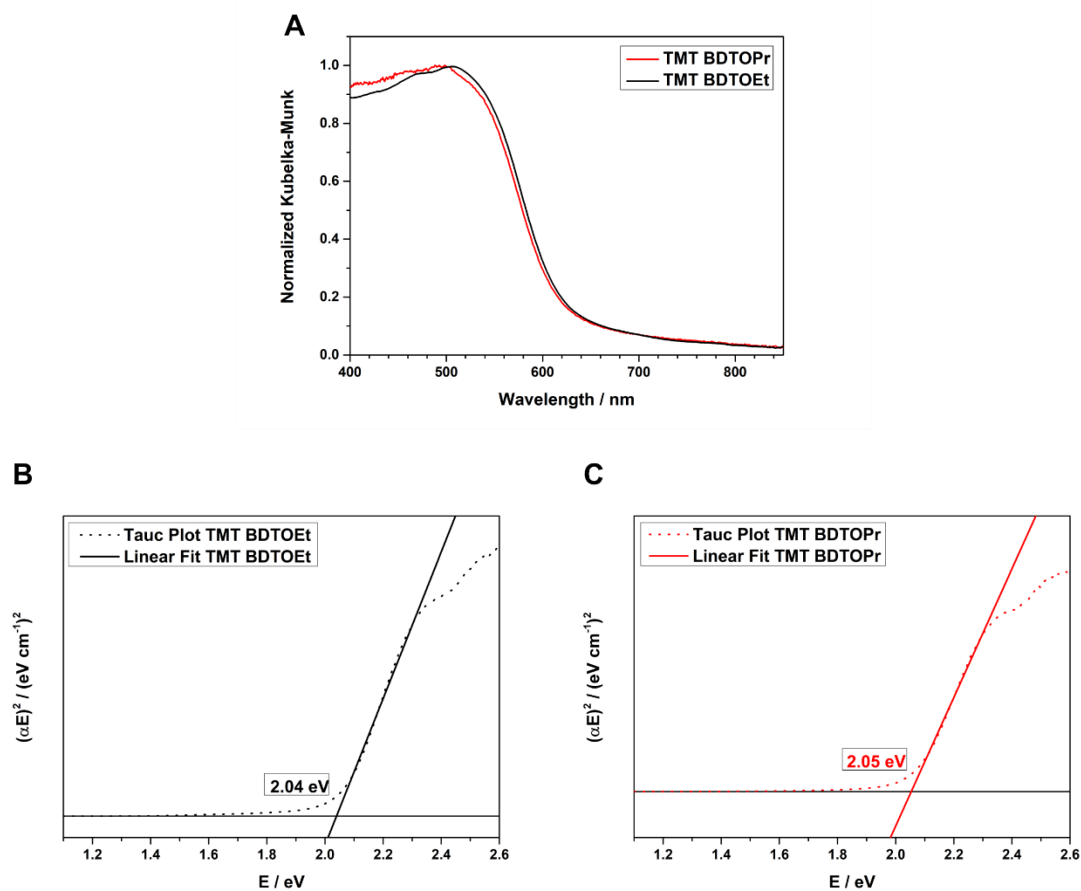 A
TMT BDTOPr
TMT BDTOEt
Normalized Kubelka-Munk
1.0
0.8
0.6
0.4
0.2
0.0
400 500 600 700 800
Wavelength / nm
B
Tauc Plot TMT BDTOEt
Linear Fit TMT BDTOEt
(αE)² / (eV cm⁻¹)²
2.04 eV
1.2 1.4 1.6 1.8 2.0 2.2 2.4 2.6
E / eV
C
Tauc Plot TMT BDTOPr
Linear Fit TMT BDTOPr
(αE)² / (eV cm⁻¹)²
2.05 eV
1.2 1.4 1.6 1.8 2.0 2.2 2.4 2.6
E / eV